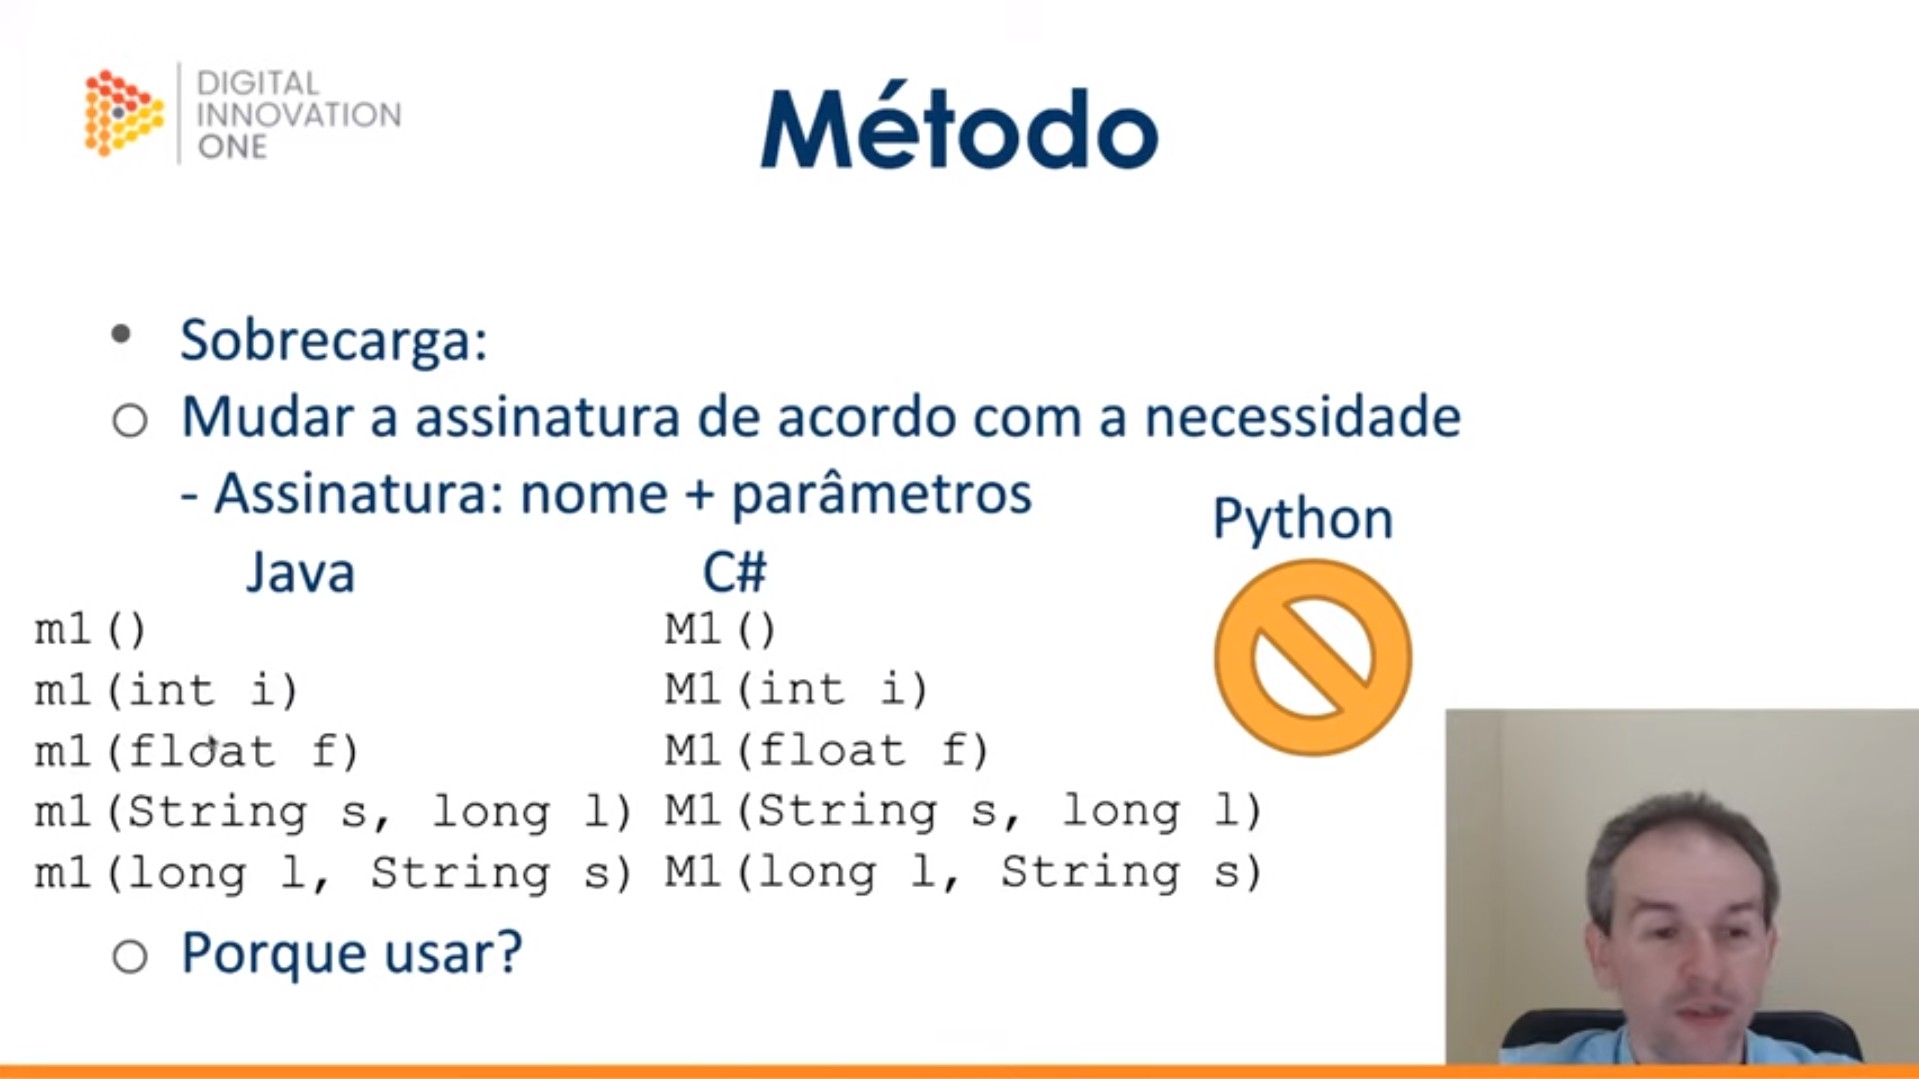 DIGITAL
INNOVATION
ONE
Método
• Sobrecarga:
○ Mudar a assinatura de acordo com a necessidade
- Assinatura: nome + parâmetros
Java
m1()
m1(int i)
m1(float f)
m1(String s, long l)
m1(long l, String s)
C#
M1()
M1(int i)
M1(float f)
M1(String s, long l)
M1(long l, String s)
Python
○ Porque usar?